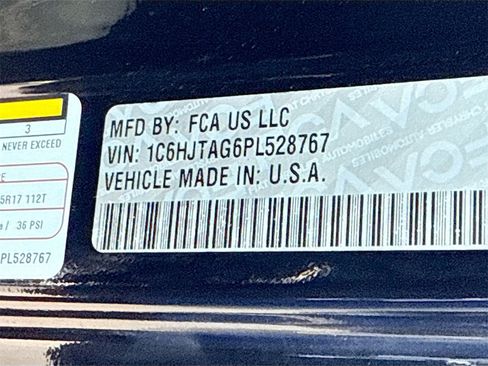 3
NEVER EXCEED
5R17 112T
/ 36 PSI
PL528767
MFD BY: FCA US LLC
VIN: 1C6HJTAG6PL528767
VEHICLE MADE IN: U.S.A.